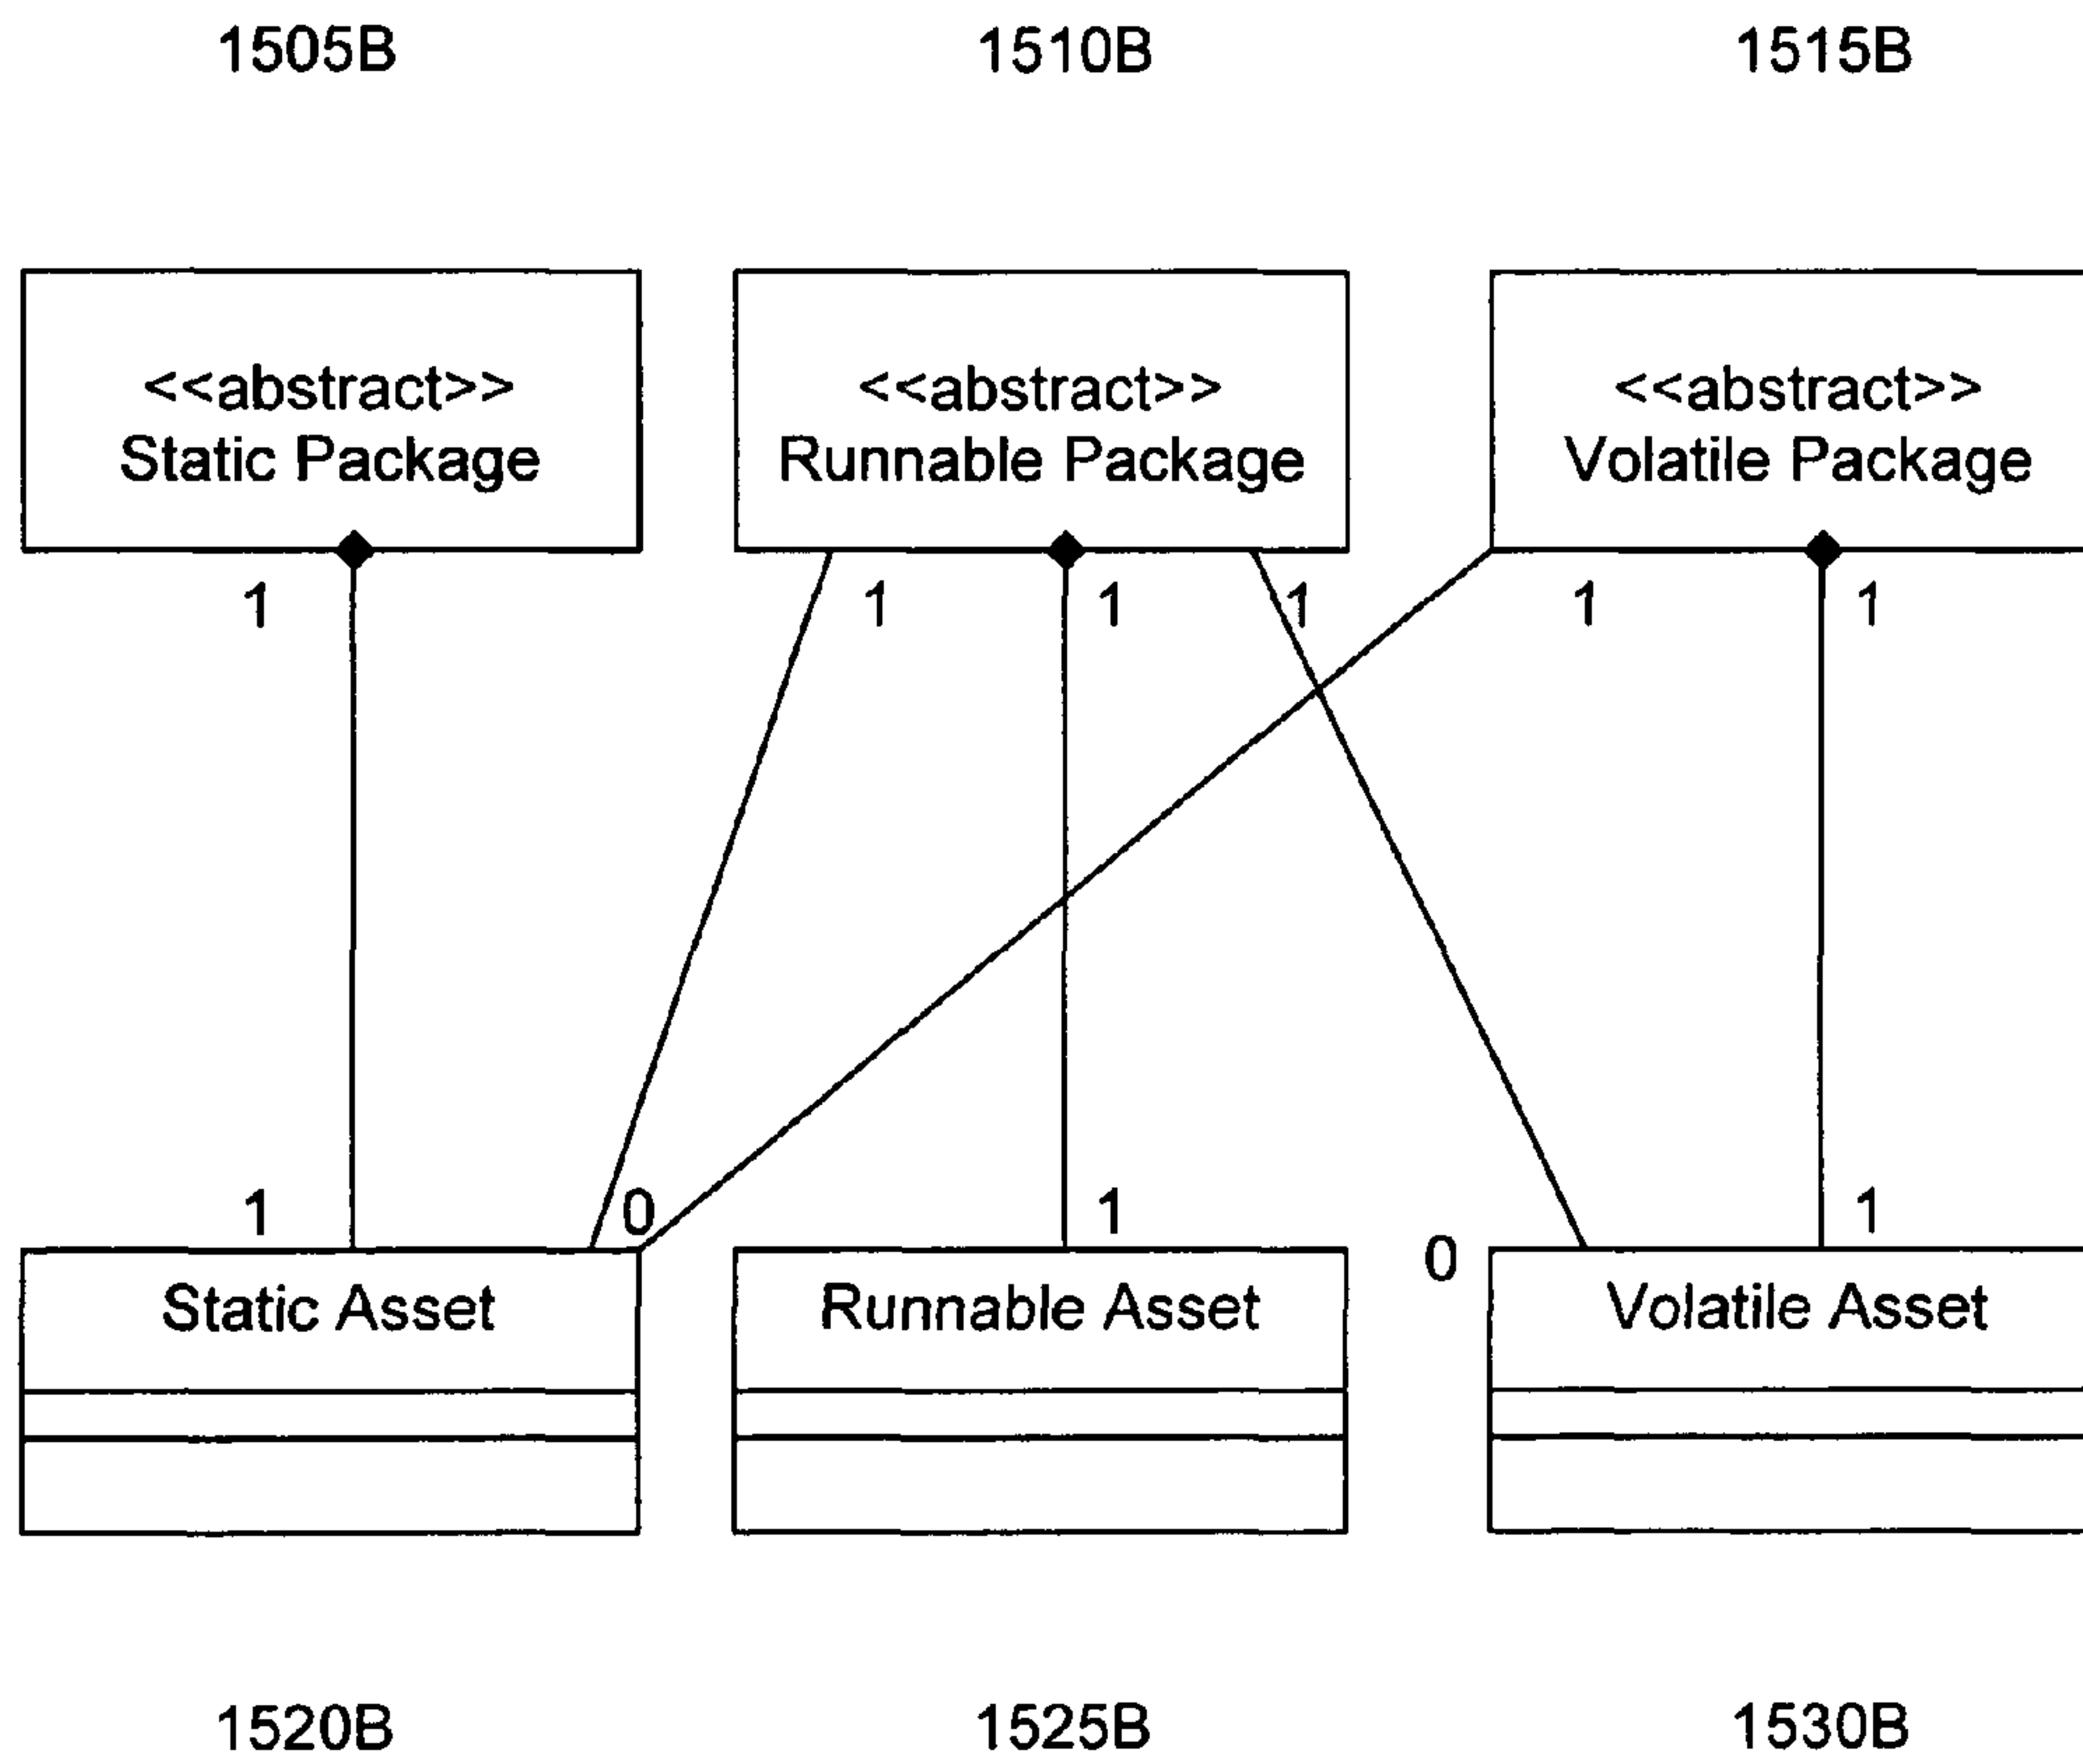 1505B 1510B 1515B
<<abstract>> <<abstract>> <<abstract>>
Static Package Runnable Package Volatile Package
1 1 1 1 1 1
1 0 1 1
0
Static Asset Runnable Asset Volatile Asset
1520B 1525B 1530B